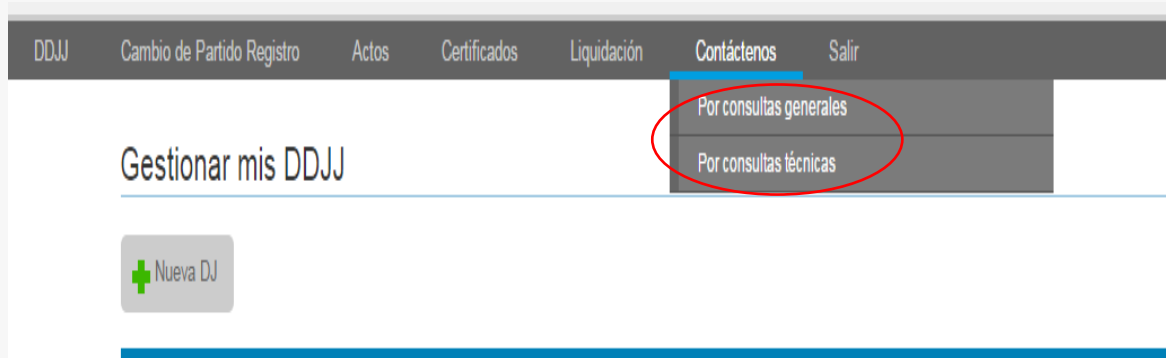 DDJJ Cambio de Partido Registro Actos Certificados Liquidación Contáctenos Salir
Por consultas generales
Por consultas técnicas
Gestionar mis DDJJ
Nueva DJ